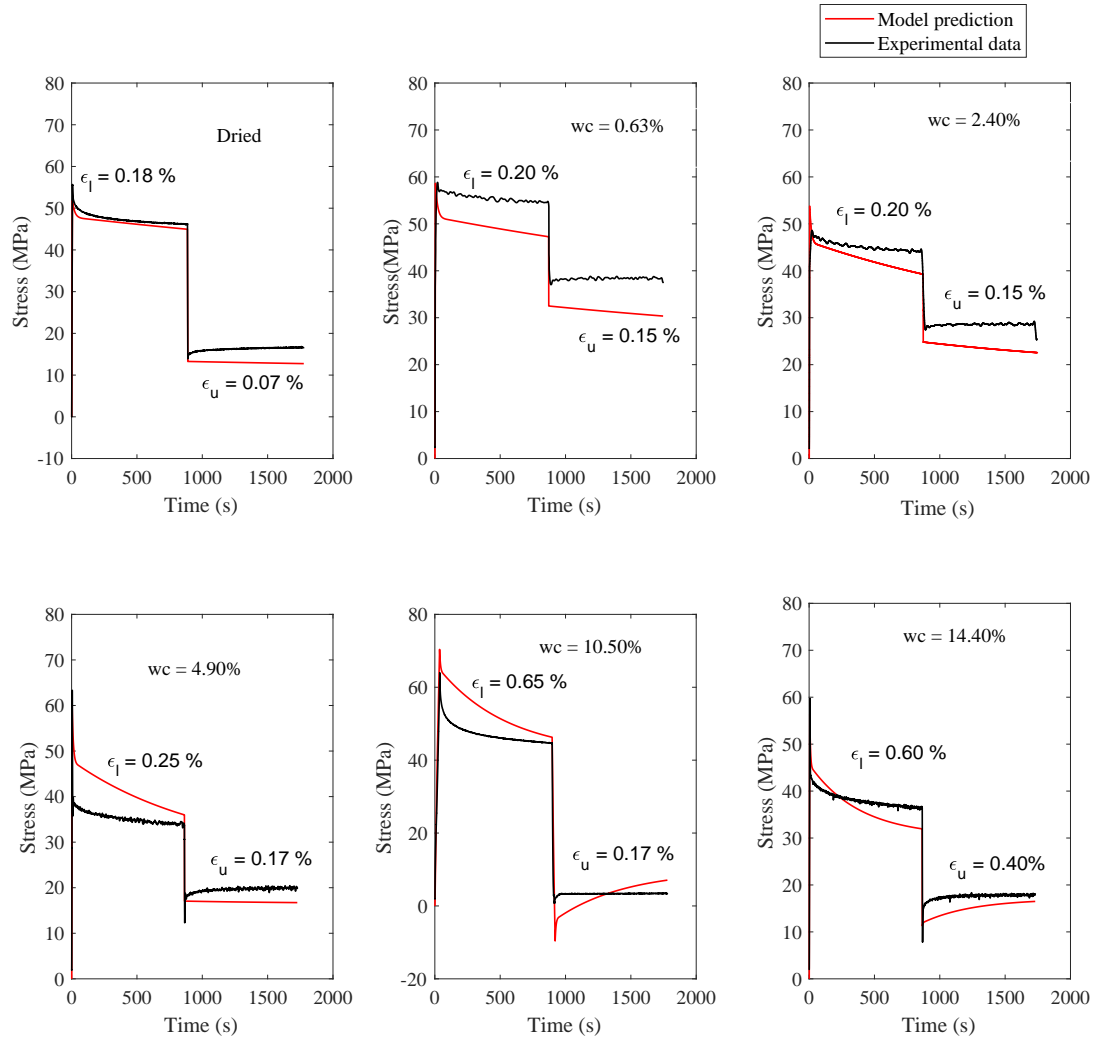 Model prediction
Experimental data
80
70
60
50
40
30
20
10
0
-10
Stress (MPa)
Dried
ϵl = 0.18 %
ϵu = 0.07 %
0 500 1000 1500 2000
Time (s)
80
70
60
50
40
30
20
10
0
Stress(MPa)
wc = 0.63%
ϵl = 0.20 %
ϵu = 0.15 %
0 500 1000 1500 2000
Time (s)
80
70
60
50
40
30
20
10
0
Stress (MPa)
wc = 2.40%
ϵl = 0.20 %
ϵu = 0.15 %
0 500 1000 1500 2000
Time (s)
80
70
60
50
40
30
20
10
0
Stress (MPa)
wc = 4.90%
ϵl = 0.25 %
ϵu = 0.17 %
0 500 1000 1500 2000
Time (s)
80
60
40
20
0
-20
Stress (MPa)
wc = 10.50%
ϵl = 0.65 %
ϵu = 0.17 %
0 500 1000 1500 2000
Time (s)
80
70
60
50
40
30
20
10
0
Stress (MPa)
wc = 14.40%
ϵl = 0.60 %
ϵu = 0.40%
0 500 1000 1500 2000
Time (s)